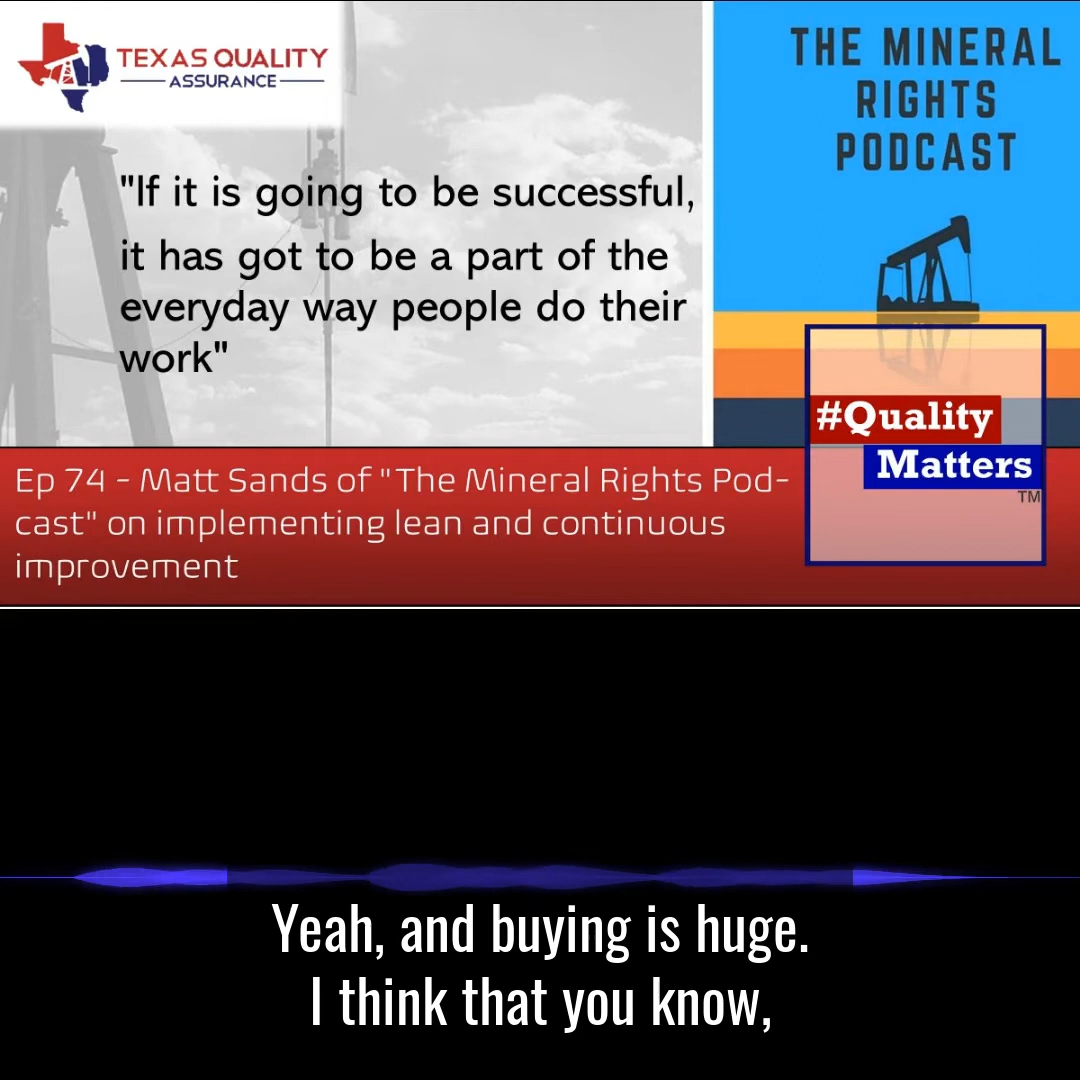 TEXAS QUALITY
ASSURANCE
THE MINERAL
RIGHTS
PODCAST
"If it is going to be successful,
it has got to be a part of the
everyday way people do their
work"
#Quality
Matters
TM
Ep 74 - Matt Sands of "The Mineral Rights Pod-
cast" on implementing lean and continuous
improvement
Yeah, and buying is huge.
I think that you know,